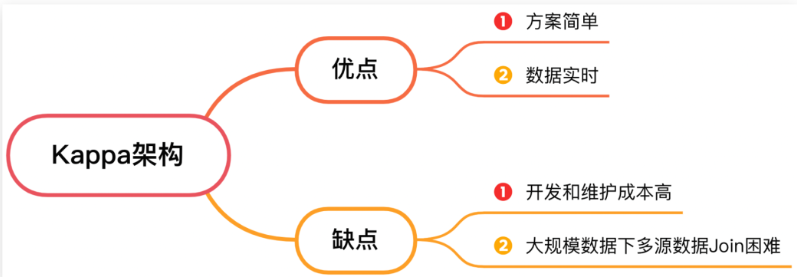 Kappa架构
优点
1 方案简单
2 数据实时
缺点
1 开发和维护成本高
2 大规模数据下多源数据Join困难